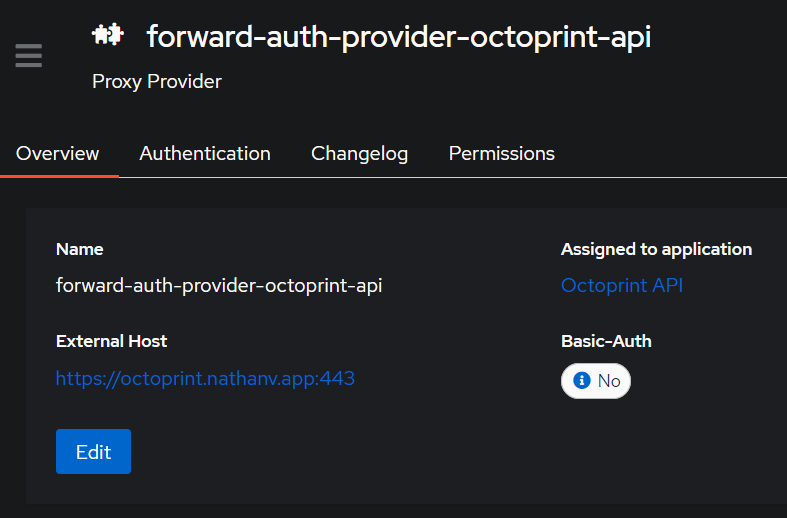 forward-auth-provider-octoprint-api
Proxy Provider
Overview Authentication Changelog Permissions
Name
forward-auth-provider-octoprint-api
Assigned to application
Octoprint API
External Host
https://octoprint.nathanv.app:443
Basic-Auth
No
Edit